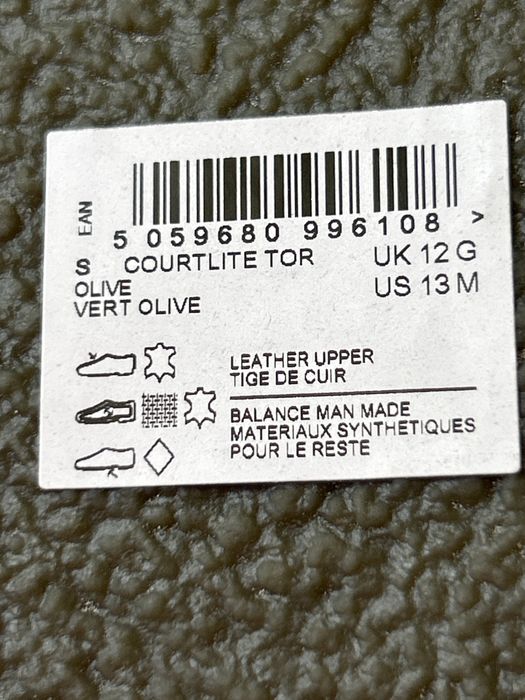 EAN
5 059680 996108 >
S COURTLITE TOR UK 12 G
OLIVE US 13 M
VERT OLIVE
LEATHER UPPER
TIGE DE CUIR
BALANCE MAN MADE
MATERIAUX SYNTHETIQUES
POUR LE RESTE